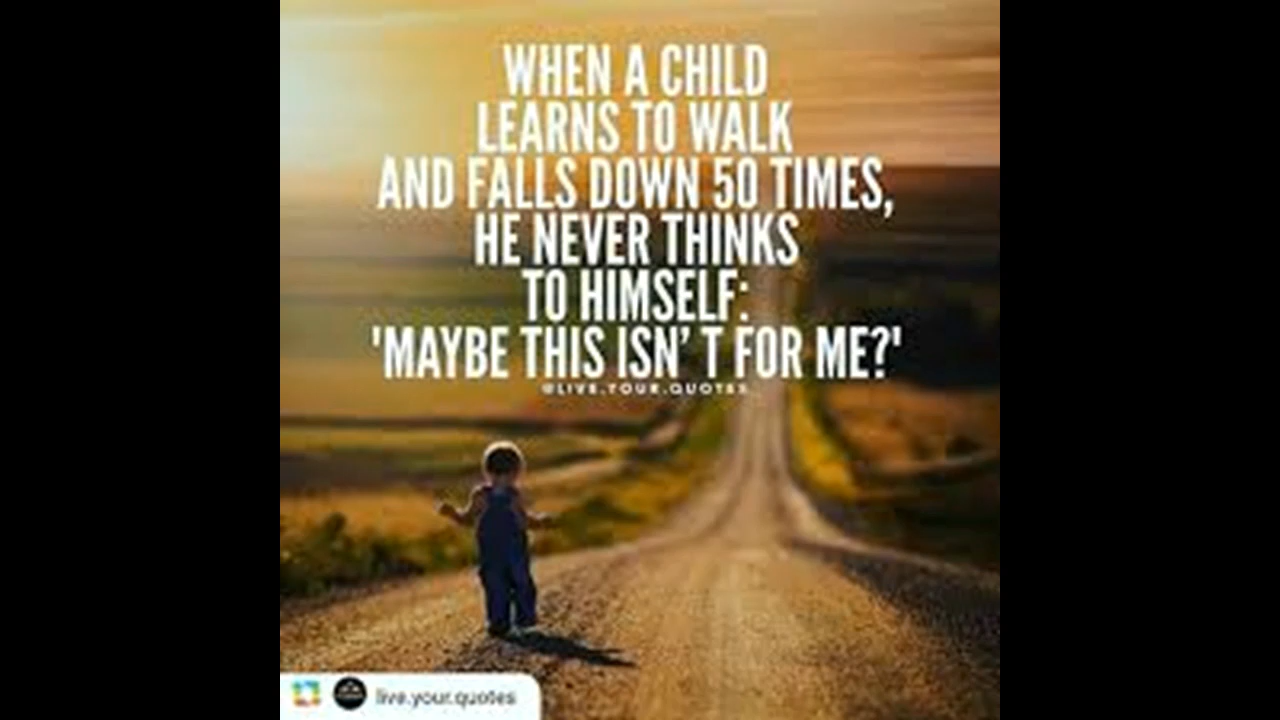 WHEN A CHILD
LEARNS TO WALK
AND FALLS DOWN 50 TIMES,
HE NEVER THINKS
TO HIMSELF:
'MAYBE THIS ISN' T FOR ME?'
@LIVE.YOUR.QUOTES
live.your.quotes